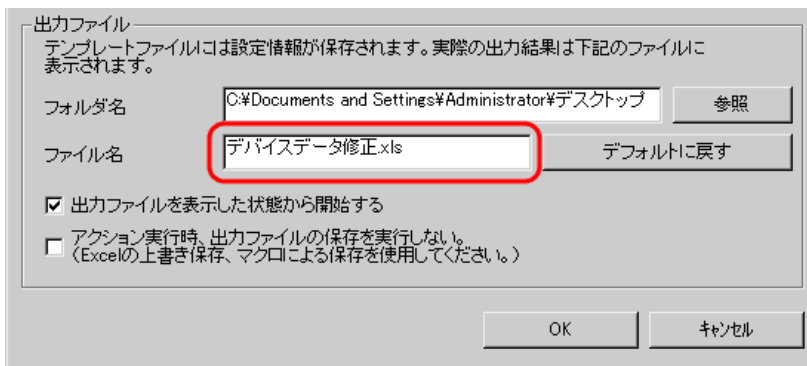 出力ファイル
テンプレートファイルには設定情報が保存されます。実際の出力結果は下記のファイルに
表示されます。
フォルダ名
C:¥Documents and Settings¥Administrator¥デスクトップ
参照
ファイル名
デバイスデータ修正.xls
デフォルトに戻す
出力ファイルを表示した状態から開始する
アクション実行時、出力ファイルの保存を実行しない。
（Excelの上書き保存、マクロによる保存を使用してください。）
OK
キャンセル